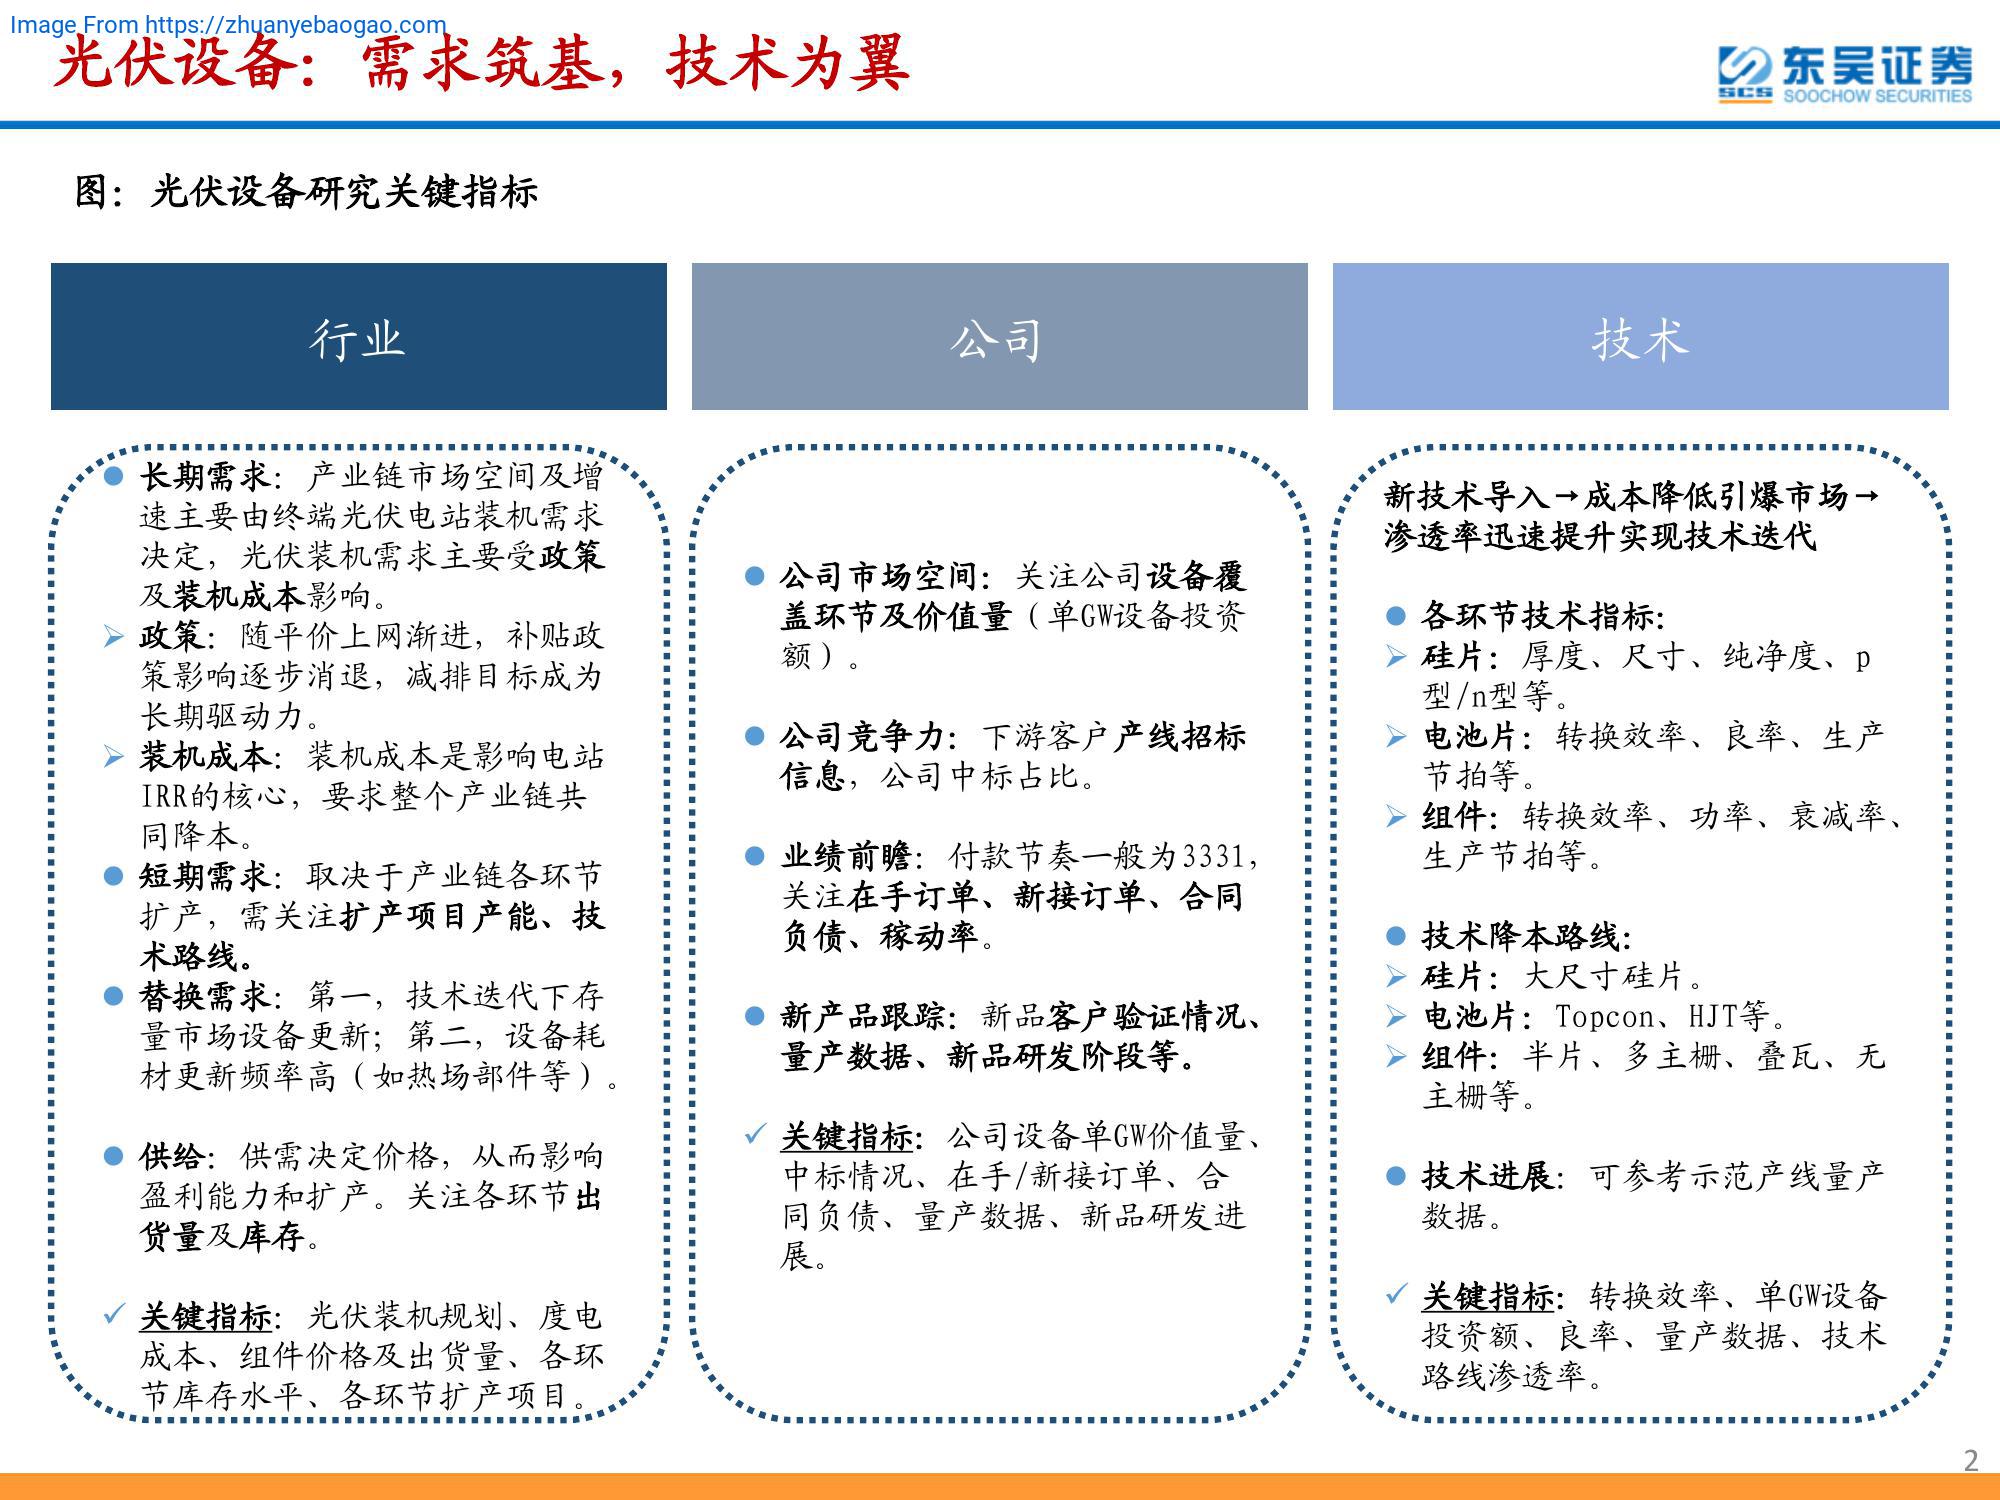 Image From https://zhuanyebaogao.com
光伏设备：需求筑基，技术为翼
东吴证券
SCS SOOCHOW SECURITIES
图：光伏设备研究关键指标
行业
长期需求：产业链市场空间及增
速主要由终端光伏电站装机需求
决定，光伏装机需求主要受政策
及装机成本影响。
政策：随平价上网渐进，补贴政
策影响逐步消退，减排目标成为
长期驱动力。
装机成本：装机成本是影响电站
IRR的核心，要求整个产业链共
同降本。
短期需求：取决于产业链各环节
扩产，需关注扩产项目产能、技
术路线。
替换需求：第一，技术迭代下存
量市场设备更新；第二，设备耗
材更新频率高（如热场部件等）。
供给：供需决定价格，从而影响
盈利能力和扩产。关注各环节出
货量及库存。
关键指标：光伏装机规划、度电
成本、组件价格及出货量、各环
节库存水平、各环节扩产项目。
公司
公司市场空间：关注公司设备覆
盖环节及价值量（单GW设备投资
额）。
公司竞争力：下游客户产线招标
信息，公司中标占比。
业绩前瞻：付款节奏一般为3331，
关注在手订单、新接订单、合同
负债、稼动率。
新产品跟踪：新品客户验证情况、
量产数据、新品研发阶段等。
关键指标：公司设备单GW价值量、
中标情况、在手/新接订单、合
同负债、量产数据、新品研发进
展。
技术
新技术导入→成本降低引爆市场→
渗透率迅速提升实现技术迭代
各环节技术指标：
硅片：厚度、尺寸、纯净度、p
型/n型等。
电池片：转换效率、良率、生产
节拍等。
组件：转换效率、功率、衰减率、
生产节拍等。
技术降本路线：
硅片：大尺寸硅片。
电池片：Topcon、HJT等。
组件：半片、多主栅、叠瓦、无
主栅等。
技术进展：可参考示范产线量产
数据。
关键指标：转换效率、单GW设备
投资额、良率、量产数据、技术
路线渗透率。
2